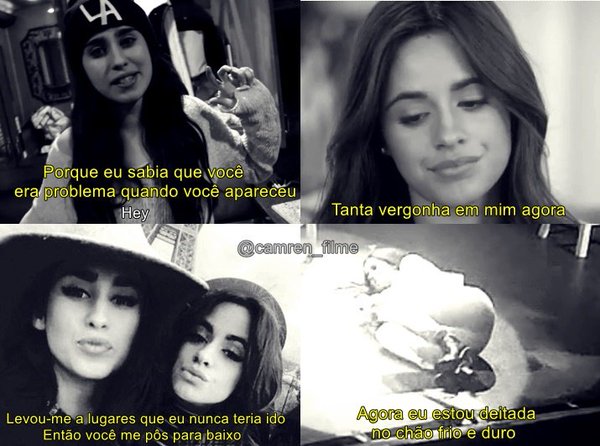 LA
Porque eu sabia que você
era problema quando você apareceu
Hey
Tanta vergonha em mim agora
@camren_filme
Levou-me a lugares que eu nunca teria ido
Então você me pôs para baixo
Agora eu estou deitada
no chão frio e duro